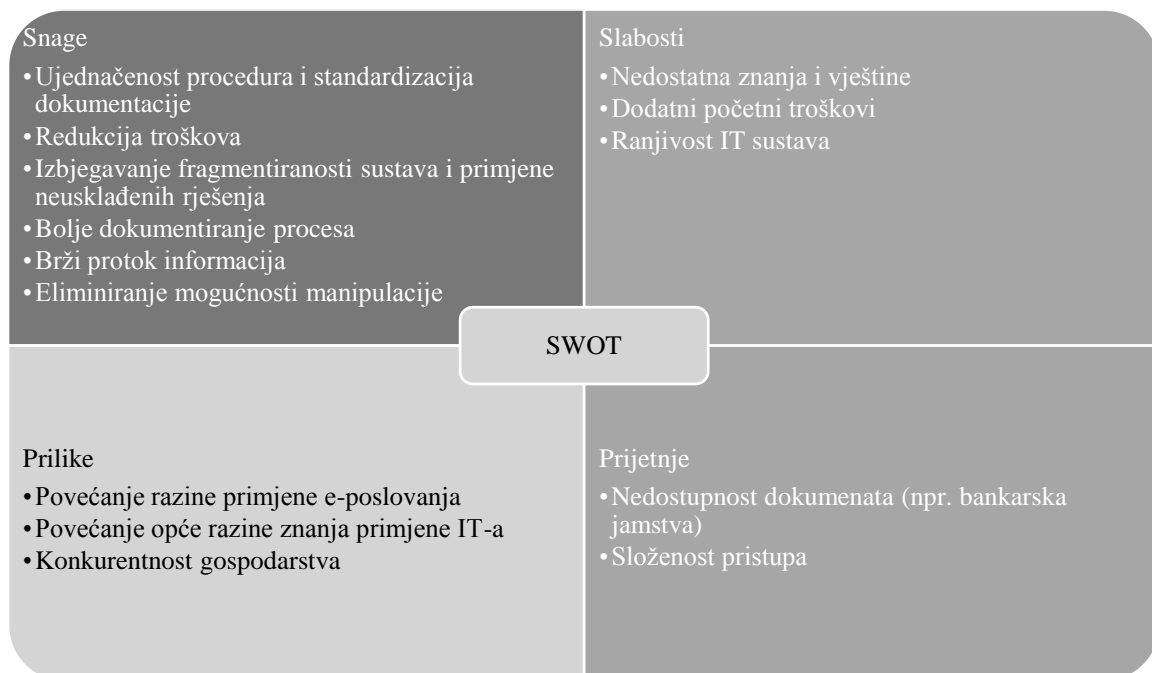 Snage
•Ujednačenost procedura i standardizacija
dokumentacije
•Redukcija troškova
•Izbjegavanje fragmentiranosti sustava i primjene
neusklađenih rješenja
•Bolje dokumentiranje procesa
•Brži protok informacija
•Eliminiranje mogućnosti manipulacije
Slabosti
•Nedostatna znanja i vještine
•Dodatni početni troškovi
•Ranjivost IT sustava
SWOT
Prilike
•Povećanje razine primjene e-poslovanja
•Povećanje opće razine znanja primjene IT-a
•Konkurentnost gospodarstva
Prijetnje
•Nedostupnost dokumenata (npr. bankarska
jamstva)
•Složenost pristupa